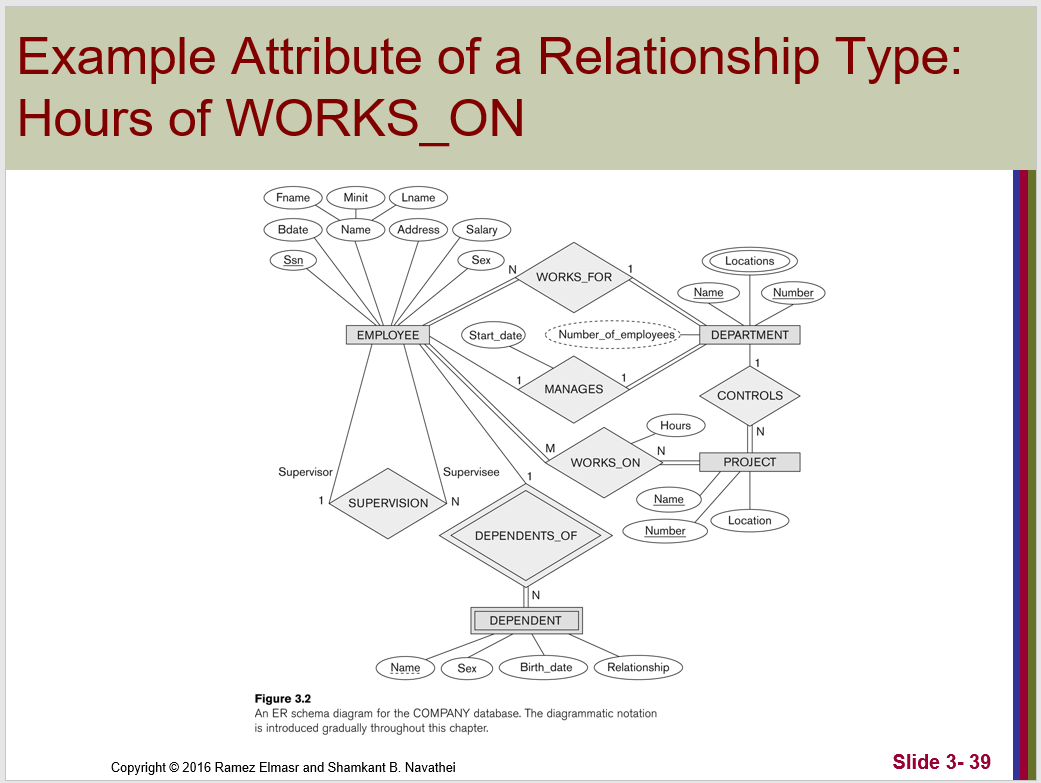 Example Attribute of a Relationship Type:
Hours of WORKS_ON
Fname Minit Lname
Bdate Name Address Salary
Ssn Sex
N WORKS_FOR 1
Locations
Name Number
EMPLOYEE
Start_date
Number_of_employees
DEPARTMENT
1 MANAGES 1
1
CONTROLS
N
Hours
M WORKS_ON N
PROJECT
Supervisor Supervisee
1 SUPERVISION N
1
Name
Number
Location
DEPENDENTS_OF
N
DEPENDENT
Name Sex Birth_date Relationship
Figure 3.2
An ER schema diagram for the COMPANY database. The diagrammatic notation
is introduced gradually throughout this chapter.
Copyright © 2016 Ramez Elmasr and Shamkant B. Navathei
Slide 3- 39